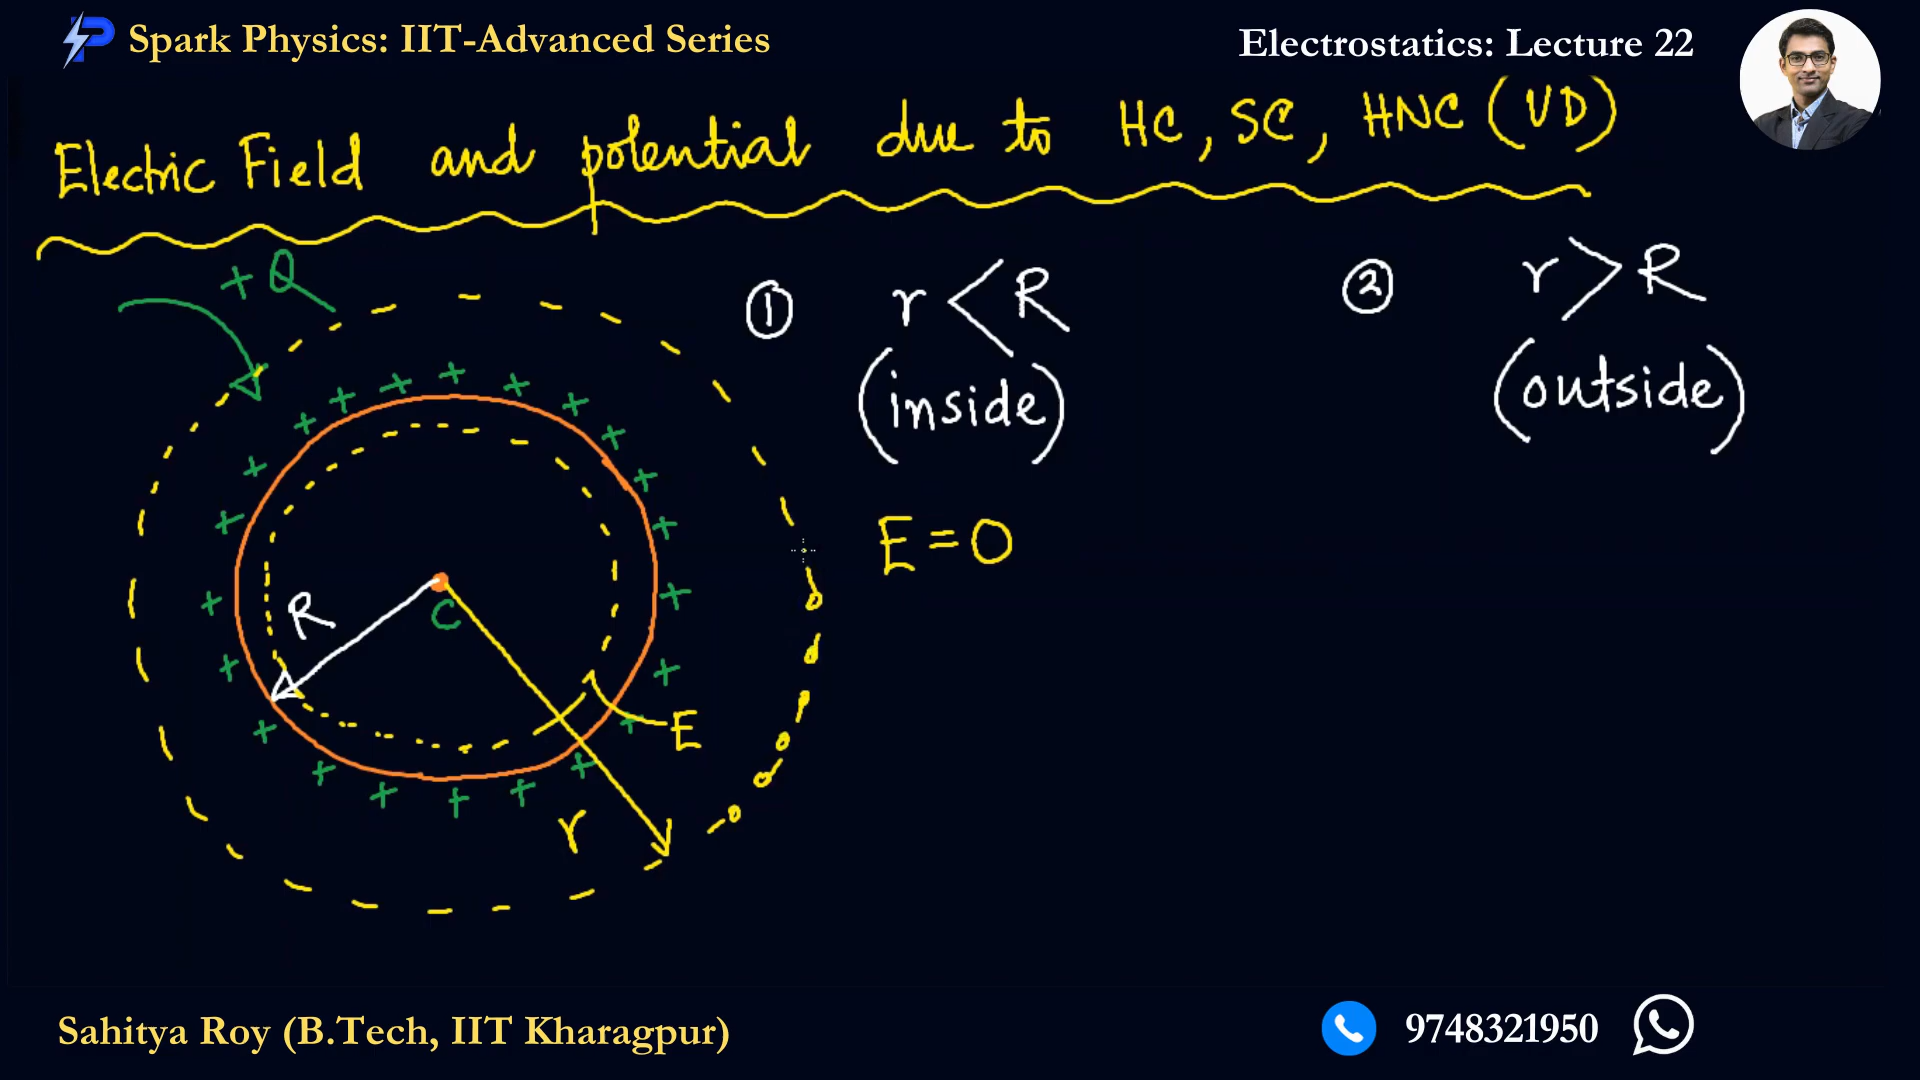 Spark Physics: IIT-Advanced Series
Electrostatics: Lecture 22
Electric Field and potential due to HC, SC, HNC (UD)
+Q
① r < R
(inside)
② r > R
(outside)
E = 0
R
C
E
r
Sahitya Roy (B.Tech, IIT Kharagpur)
9748321950